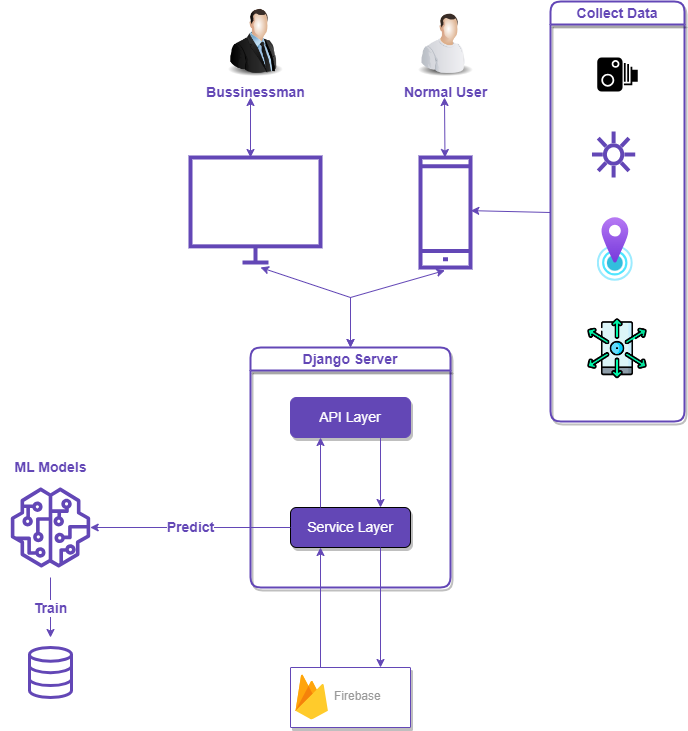 Collect Data
Bussinessman
Normal User
Django Server
API Layer
ML Models
Predict
Service Layer
Train
Firebase